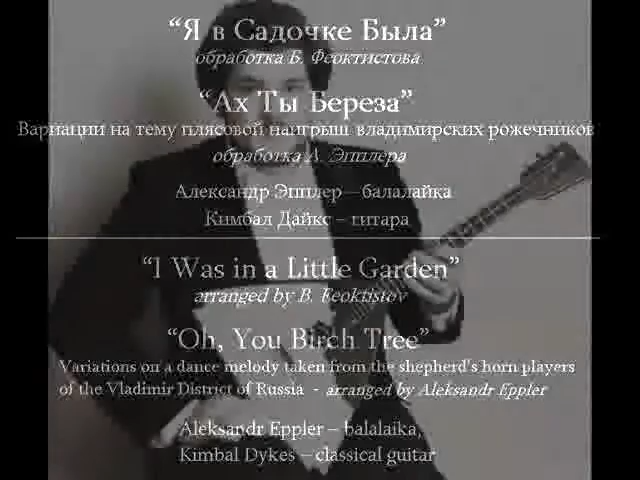 “Я в Садочке Была”
обработка Б. Феоктистова
“Ах Ты Береза”
Вариации на тему плясовой наигрыш владимирских рожечников
обработка А. Эпплера
Александр Эпплер – балалайка
Кимбал Дайкс – гитара
“I Was in a Little Garden”
arranged by B. Feoktistov
“Oh, You Birch Tree”
Variations on a dance melody taken from the shepherd's horn players
of the Vladimir District of Russia - arranged by Aleksandr Eppler
Aleksandr Eppler – balalaika,
Kimbal Dykes – classical guitar